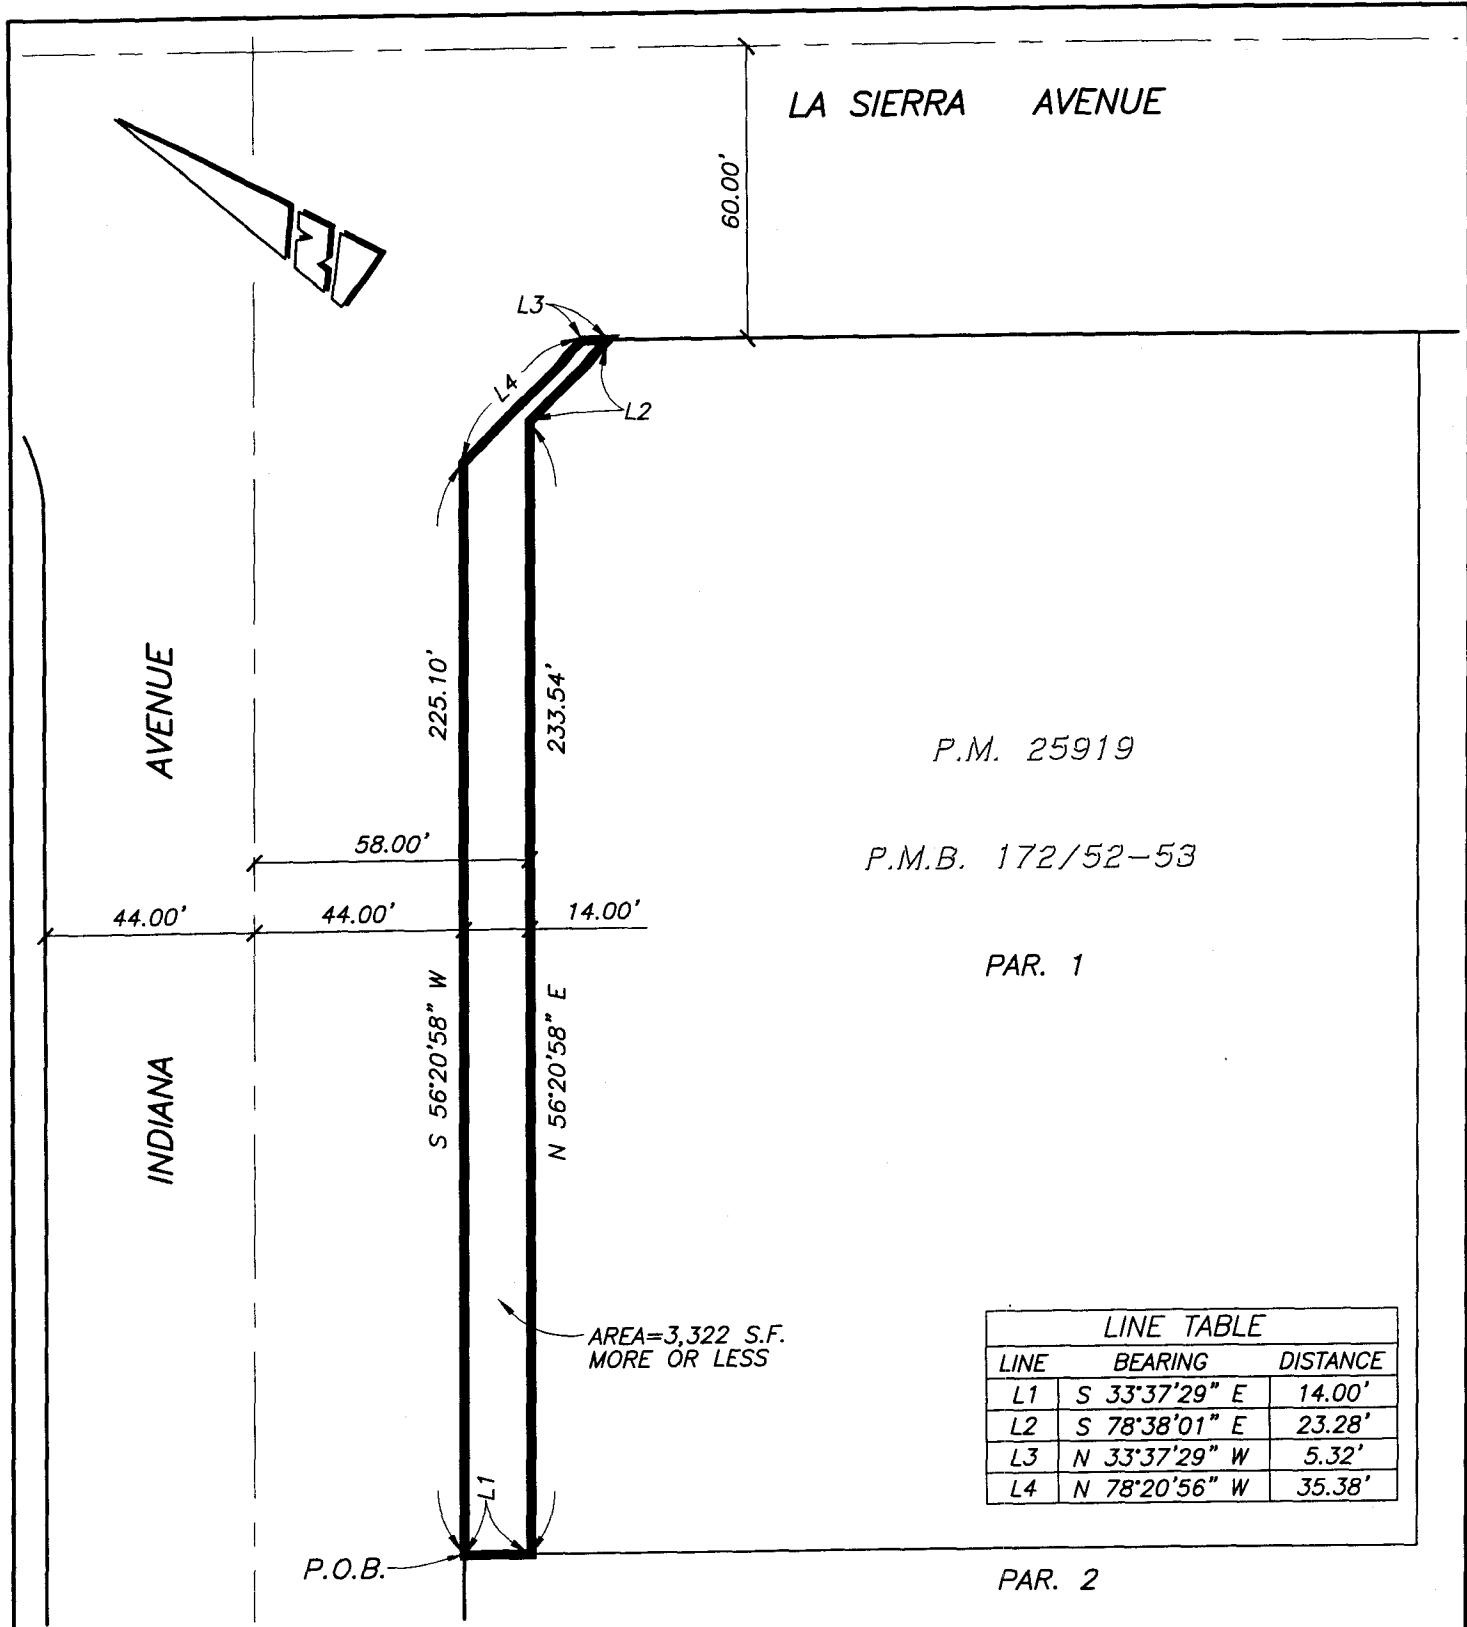 LA SIERRA AVENUE
60.00'
N
L3
L4
L2
AVENUE
225.10'
233.54'
P.M. 25919
58.00'
P.M.B. 172/52-53
44.00'
44.00'
14.00'
PAR. 1
S 56°20'58" W
N 56°20'58" E
INDIANA
AREA=3,322 S.F.
MORE OR LESS
LINE TABLE
LINE BEARING DISTANCE
L1 S 33°37'29" E 14.00'
L2 S 78°38'01" E 23.28'
L3 N 33°37'29" W 5.32'
L4 N 78°20'56" W 35.38'
L1
P.O.B.
PAR. 2